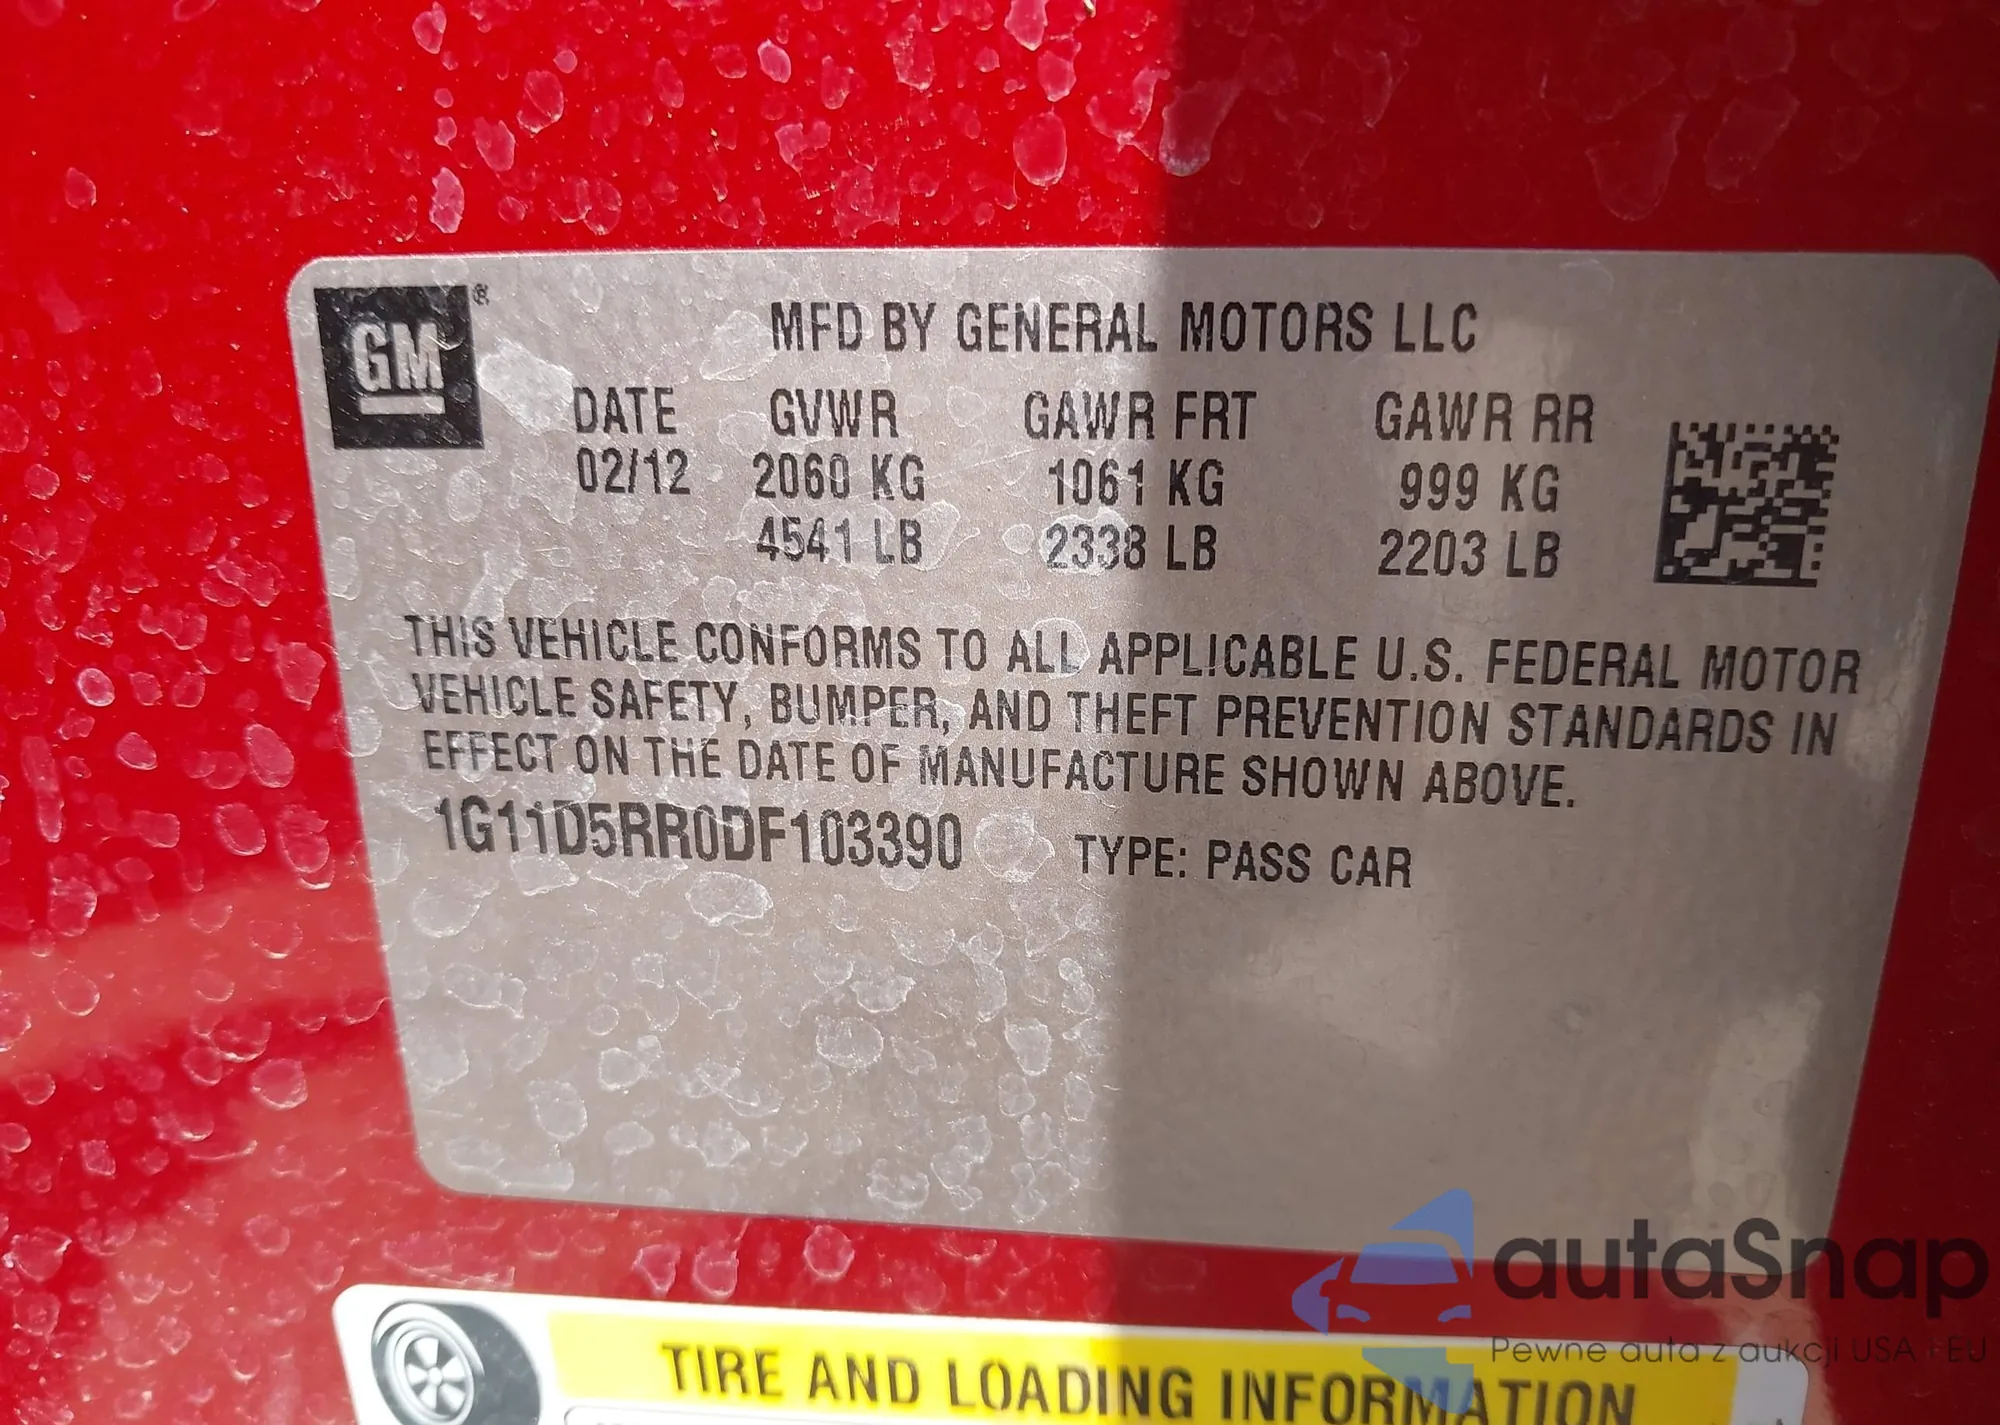 GM®
MFD BY GENERAL MOTORS LLC
DATE GVWR GAWR FRT GAWR RR
02/12 2060 KG 1061 KG 999 KG
4541 LB 2338 LB 2203 LB
THIS VEHICLE CONFORMS TO ALL APPLICABLE U.S. FEDERAL MOTOR
VEHICLE SAFETY, BUMPER, AND THEFT PREVENTION STANDARDS IN
EFFECT ON THE DATE OF MANUFACTURE SHOWN ABOVE.
1G11D5RR0DF103390 TYPE: PASS CAR
TIRE AND LOADING INFORMATION
autaSnap
Pewne auta z aukcji USA i EU